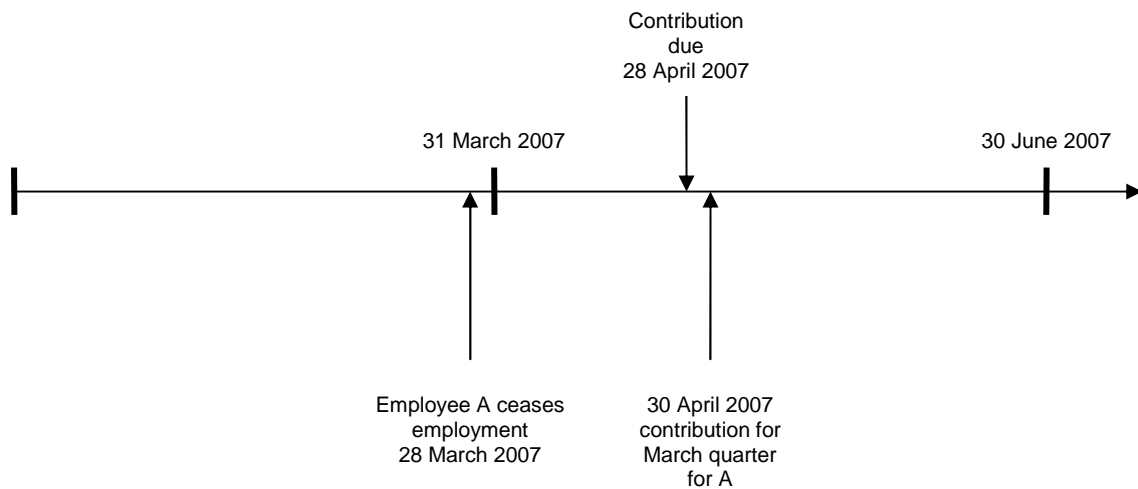 Contribution
due
28 April 2007
31 March 2007
30 June 2007
Employee A ceases
employment
28 March 2007
30 April 2007
contribution for
March quarter
for A